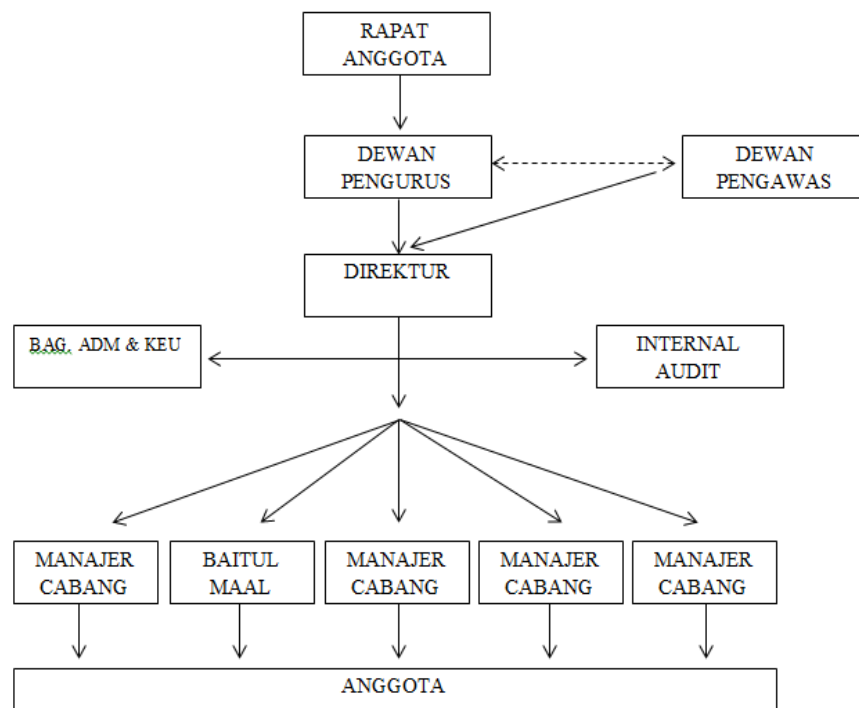 RAPAT
ANGGOTA
DEWAN
PENGURUS
DEWAN
PENGAWAS
DIREKTUR
BAG. ADM & KEU
INTERNAL
AUDIT
MANAJER
CABANG
BAITUL
MAAL
MANAJER
CABANG
MANAJER
CABANG
MANAJER
CABANG
ANGGOTA